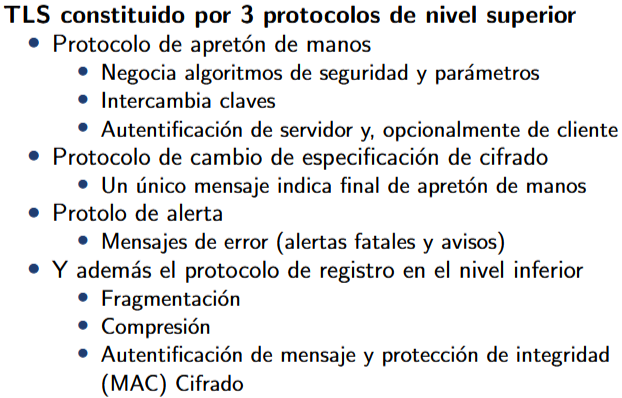 TLS constituido por 3 protocolos de nivel superior
• Protocolo de apretón de manos
• Negocia algoritmos de seguridad y parámetros
• Intercambia claves
• Autentificación de servidor y, opcionalmente de cliente
• Protocolo de cambio de especificación de cifrado
• Un único mensaje indica final de apretón de manos
• Protolo de alerta
• Mensajes de error (alertas fatales y avisos)
• Y además el protocolo de registro en el nivel inferior
• Fragmentación
• Compresión
• Autentificación de mensaje y protección de integridad
(MAC) Cifrado